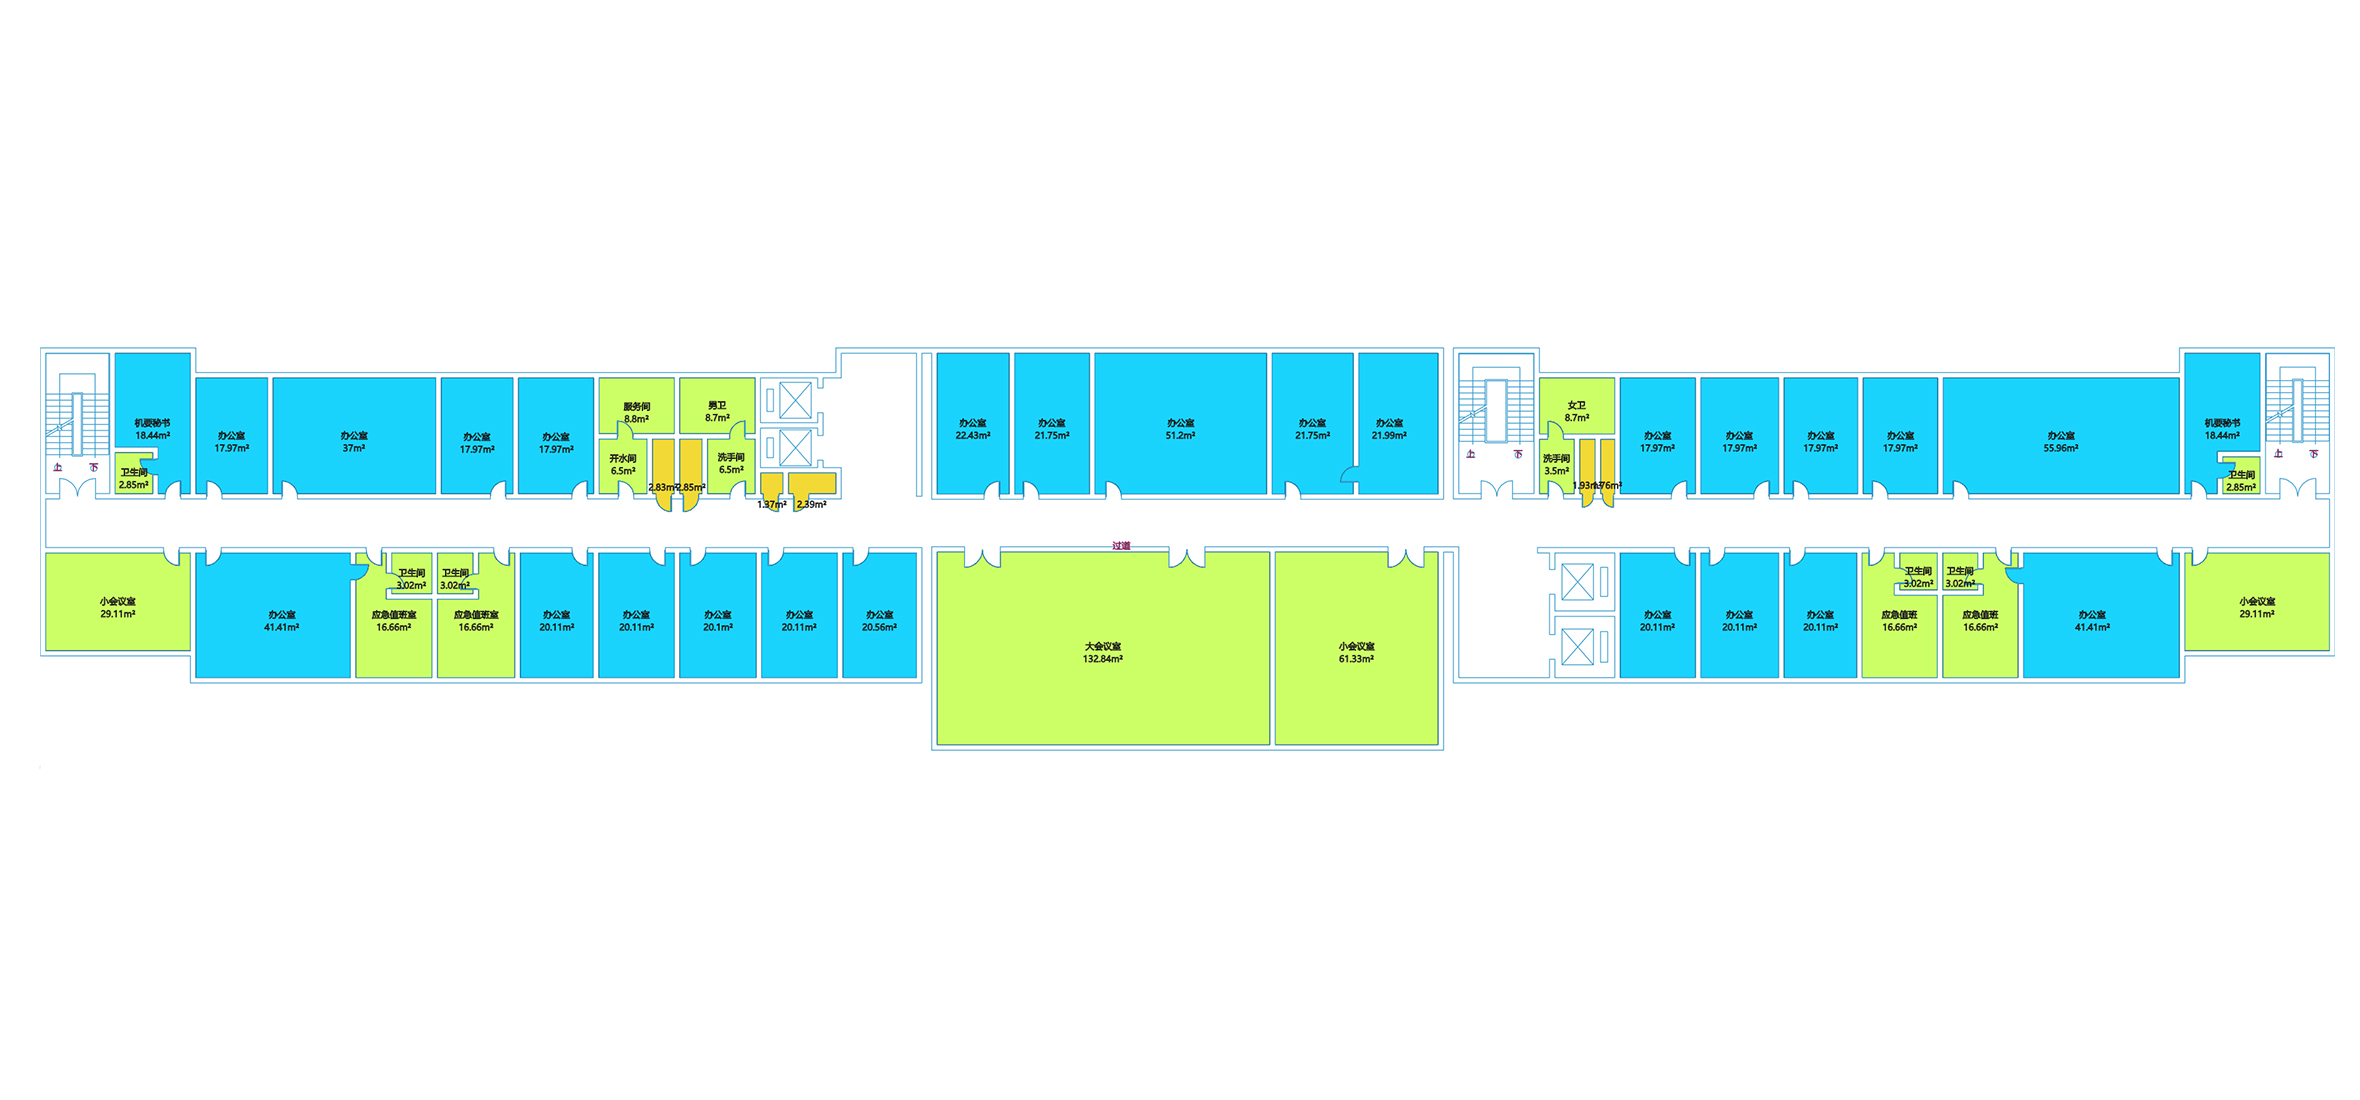 机要秘书
18.44m²
卫生间
2.85m²
上
下
办公室
17.97m²
办公室
37m²
办公室
17.97m²
办公室
17.97m²
服务间
8.8m²
开水间
6.5m²
男卫
8.7m²
洗手间
6.5m²
2.83m²
2.85m²
1.37m²
2.39m²
办公室
22.43m²
办公室
21.75m²
办公室
51.2m²
办公室
21.75m²
办公室
21.99m²
上
下
女卫
8.7m²
洗手间
3.5m²
1.93m²
1.76m²
办公室
17.97m²
办公室
17.97m²
办公室
17.97m²
办公室
17.97m²
办公室
55.96m²
机要秘书
18.44m²
卫生间
2.85m²
上
下
过道
小会议室
29.11m²
办公室
41.41m²
应急值班室
16.66m²
卫生间
3.02m²
卫生间
3.02m²
应急值班室
16.66m²
办公室
20.11m²
办公室
20.11m²
办公室
20.1m²
办公室
20.11m²
办公室
20.56m²
大会议室
132.84m²
小会议室
61.33m²
办公室
20.11m²
办公室
20.11m²
办公室
20.11m²
应急值班
16.66m²
卫生间
3.02m²
卫生间
3.02m²
应急值班
16.66m²
办公室
41.41m²
小会议室
29.11m²